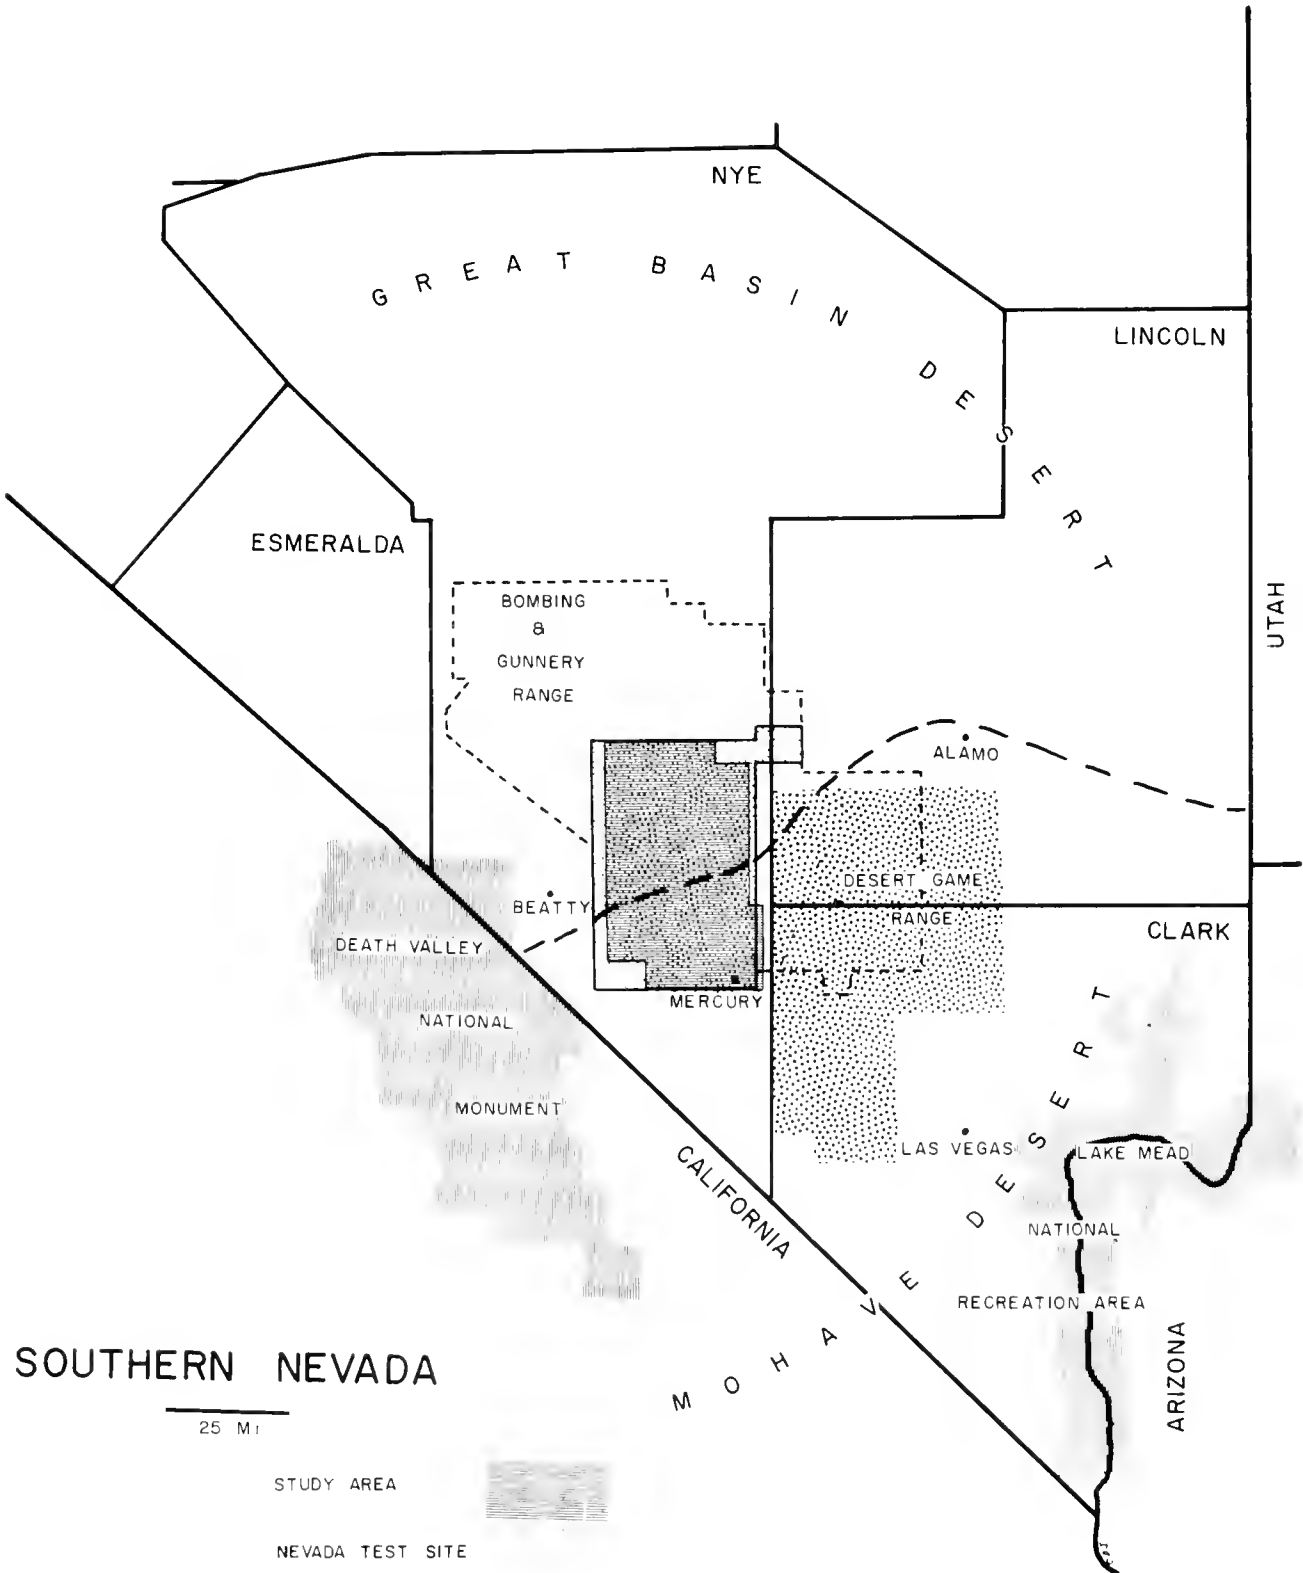 NYE
GREAT BASIN DESERT
LINCOLN
ESMERALDA
UTAH
BOMBING
&
GUNNERY
RANGE
ALAMO
DESERT GAME
RANGE
BEATTY
CLARK
DEATH VALLEY
NATIONAL
MONUMENT
MERCURY
LAS VEGAS
LAKE MEAD
NATIONAL
RECREATION AREA
CALIFORNIA
MOHAVE DESERT
ARIZONA
SOUTHERN NEVADA
25 MI
STUDY AREA
NEVADA TEST SITE